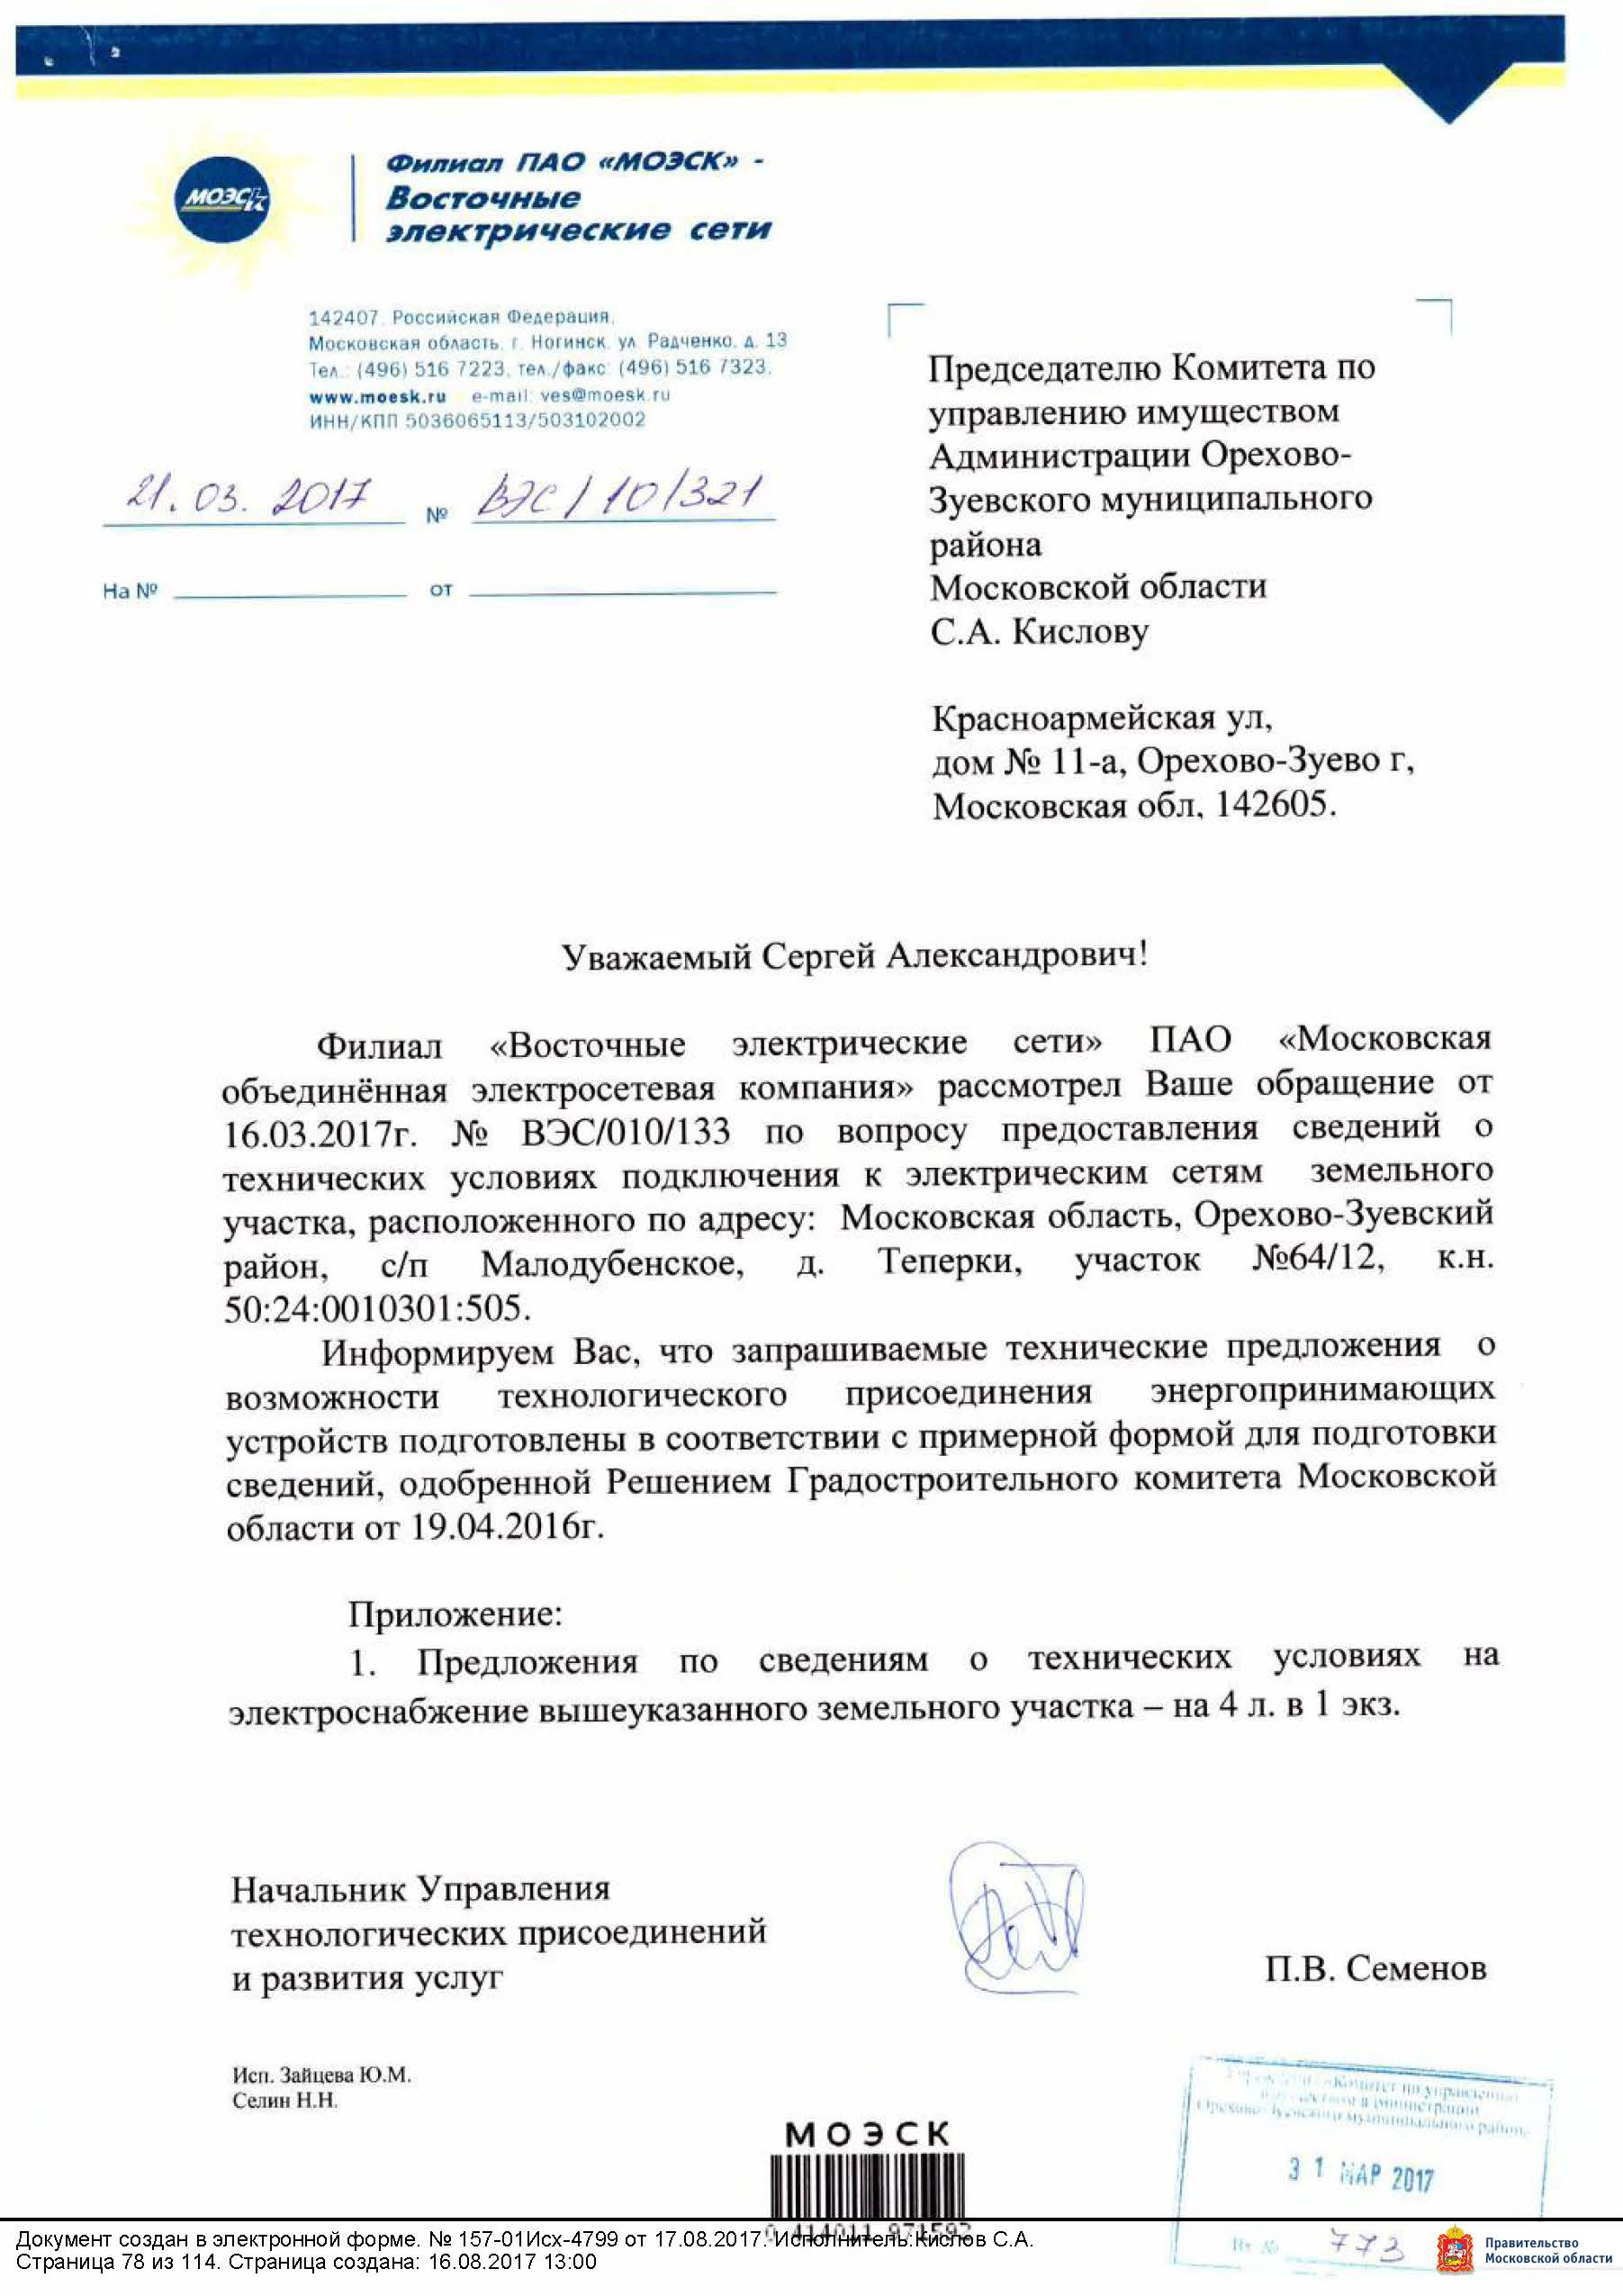 МОЭСК
Филиал ПАО «МОЭСК» -
Восточные
электрические сети
142407, Российская Федерация,
Московская область, г. Ногинск, ул. Радченко, д. 13
Тел.: (496) 516 7223, тел./факс: (496) 516 7323,
www.moesk.ru e-mail: ves@moesk.ru
ИНН/КПП 5036065113/503102002
21.03.2017 № ВЭС/10/321
На № от
Председателю Комитета по
управлению имуществом
Администрации Орехово-
Зуевского муниципального
района
Московской области
С.А. Кислову
Красноармейская ул,
дом № 11-а, Орехово-Зуево г,
Московская обл, 142605.
Уважаемый Сергей Александрович!
Филиал «Восточные электрические сети» ПАО «Московская
объединённая электросетевая компания» рассмотрел Ваше обращение от
16.03.2017г. № ВЭС/010/133 по вопросу предоставления сведений о
технических условиях подключения к электрическим сетям земельного
участка, расположенного по адресу: Московская область, Орехово-Зуевский
район, с/п Малодубенское, д. Теперки, участок №64/12, к.н.
50:24:0010301:505.
Информируем Вас, что запрашиваемые технические предложения о
возможности технологического присоединения энергопринимающих
устройств подготовлены в соответствии с примерной формой для подготовки
сведений, одобренной Решением Градостроительного комитета Московской
области от 19.04.2016г.
Приложение:
1. Предложения по сведениям о технических условиях на
электроснабжение вышеуказанного земельного участка – на 4 л. в 1 экз.
Начальник Управления
технологических присоединений
и развития услуг
П.В. Семенов
Исп. Зайцева Ю.М.
Селин Н.Н.
МОЭСК
Комитет по управлению
Орехово-Зуевского муниципального района
31 МАР 2017
Вх № 773
Документ создан в электронной форме. № 157-01Исх-4799 от 17.08.2017. Исполнитель:Кислов С.А.
Страница 78 из 114. Страница создана: 16.08.2017 13:00
Правительство
Московской области